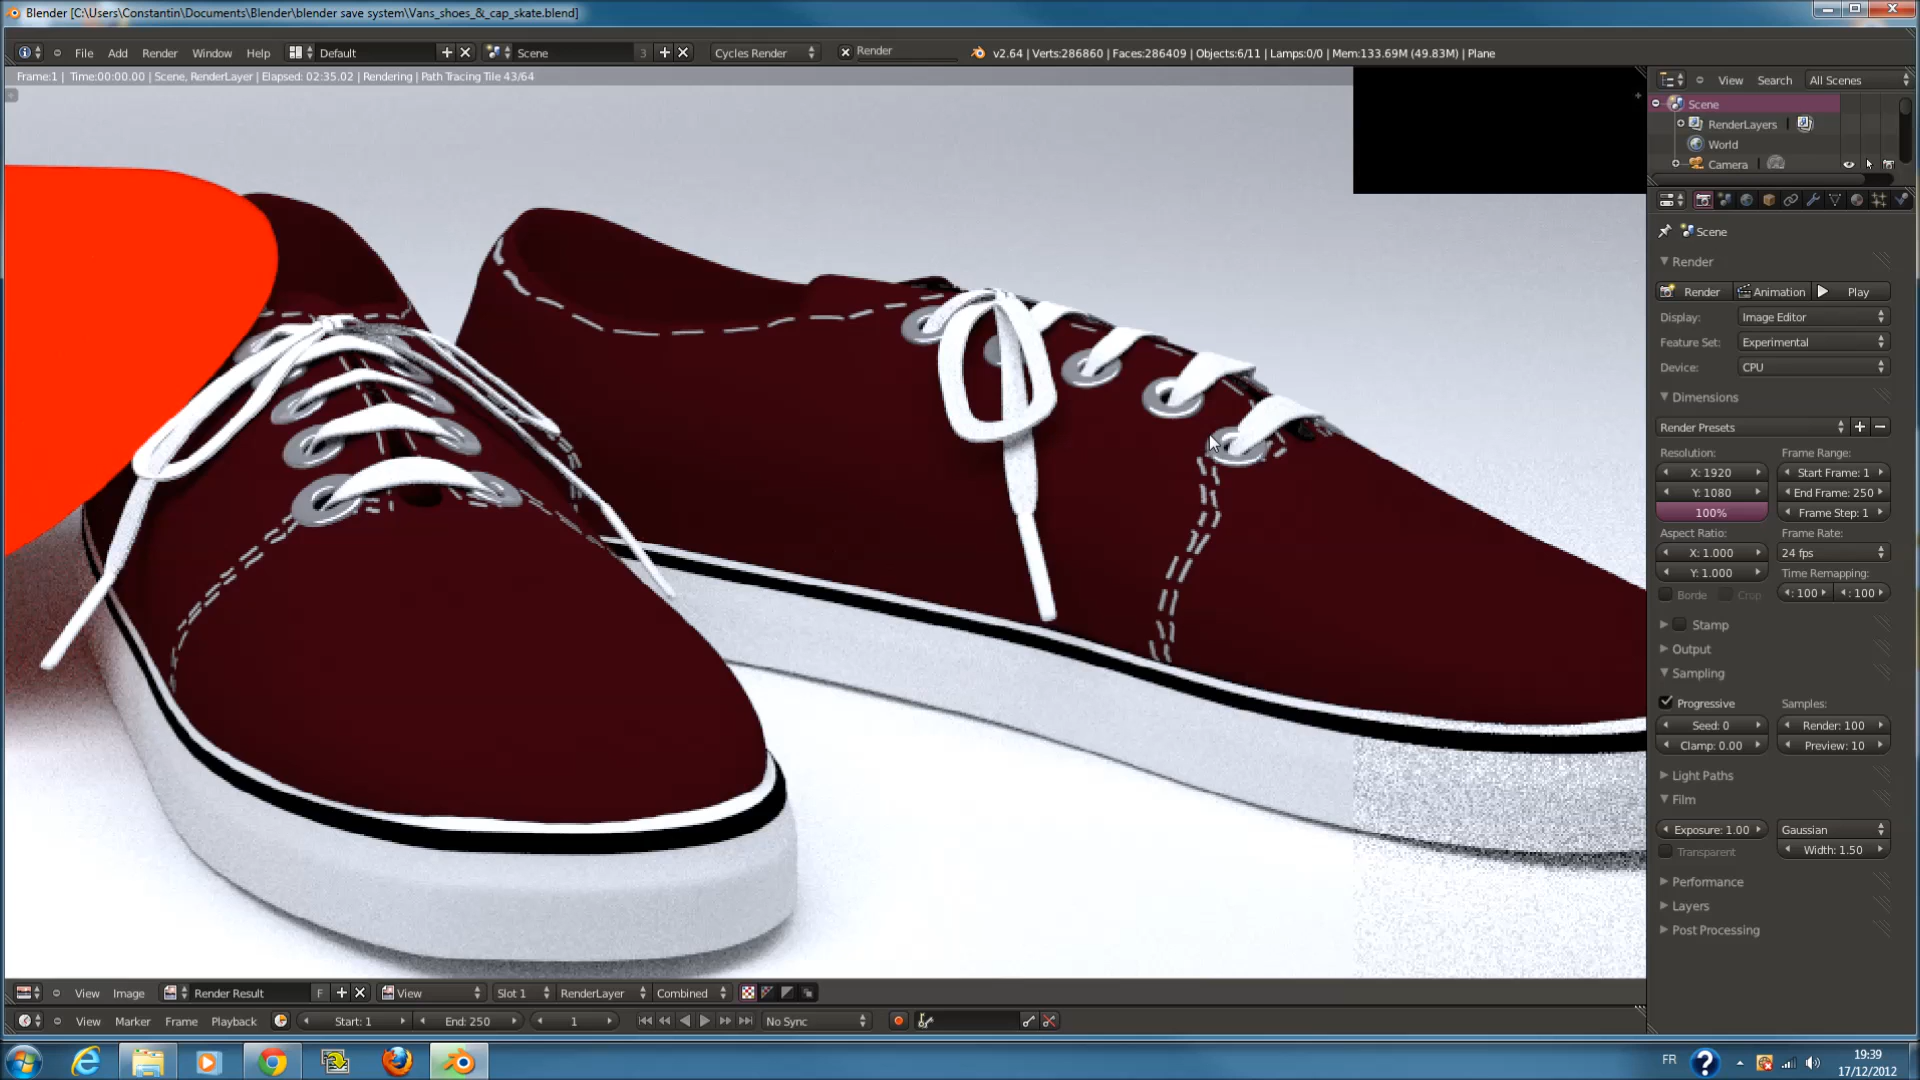 Blender [C:\Users\Constantin\Documents\Blender\blender save system\Vans_shoes_&_cap_skate.blend]
File Add Render Window Help Default Scene 3 Cycles Render Render v2.64 | Verts:286860 | Faces:286409 | Objects:6/11 | Lamps:0/0 | Mem:133.69M (49.83M) | Plane
Frame:1 | Time:00:00.00 | Scene, RenderLayer | Elapsed: 02:35.02 | Rendering | Path Tracing Tile 43/64
View Search All Scenes
Scene
RenderLayers
World
Camera
Scene
Render
Render Animation Play
Display: Image Editor
Feature Set: Experimental
Device: CPU
Dimensions
Render Presets
Resolution: Frame Range:
X: 1920 Start Frame: 1
Y: 1080 End Frame: 250
100% Frame Step: 1
Aspect Ratio: Frame Rate:
X: 1.000 24 fps
Y: 1.000 Time Remapping:
Borde Crop : 100 : 100
Stamp
Output
Sampling
Progressive Samples:
Seed: 0 Render: 100
Clamp: 0.00 Preview: 10
Light Paths
Film
Exposure: 1.00 Gaussian
Transparent Width: 1.50
Performance
Layers
Post Processing
View Image Render Result F View Slot 1 RenderLayer Combined
View Marker Frame Playback Start: 1 End: 250 1 No Sync
FR 19:39
17/12/2012